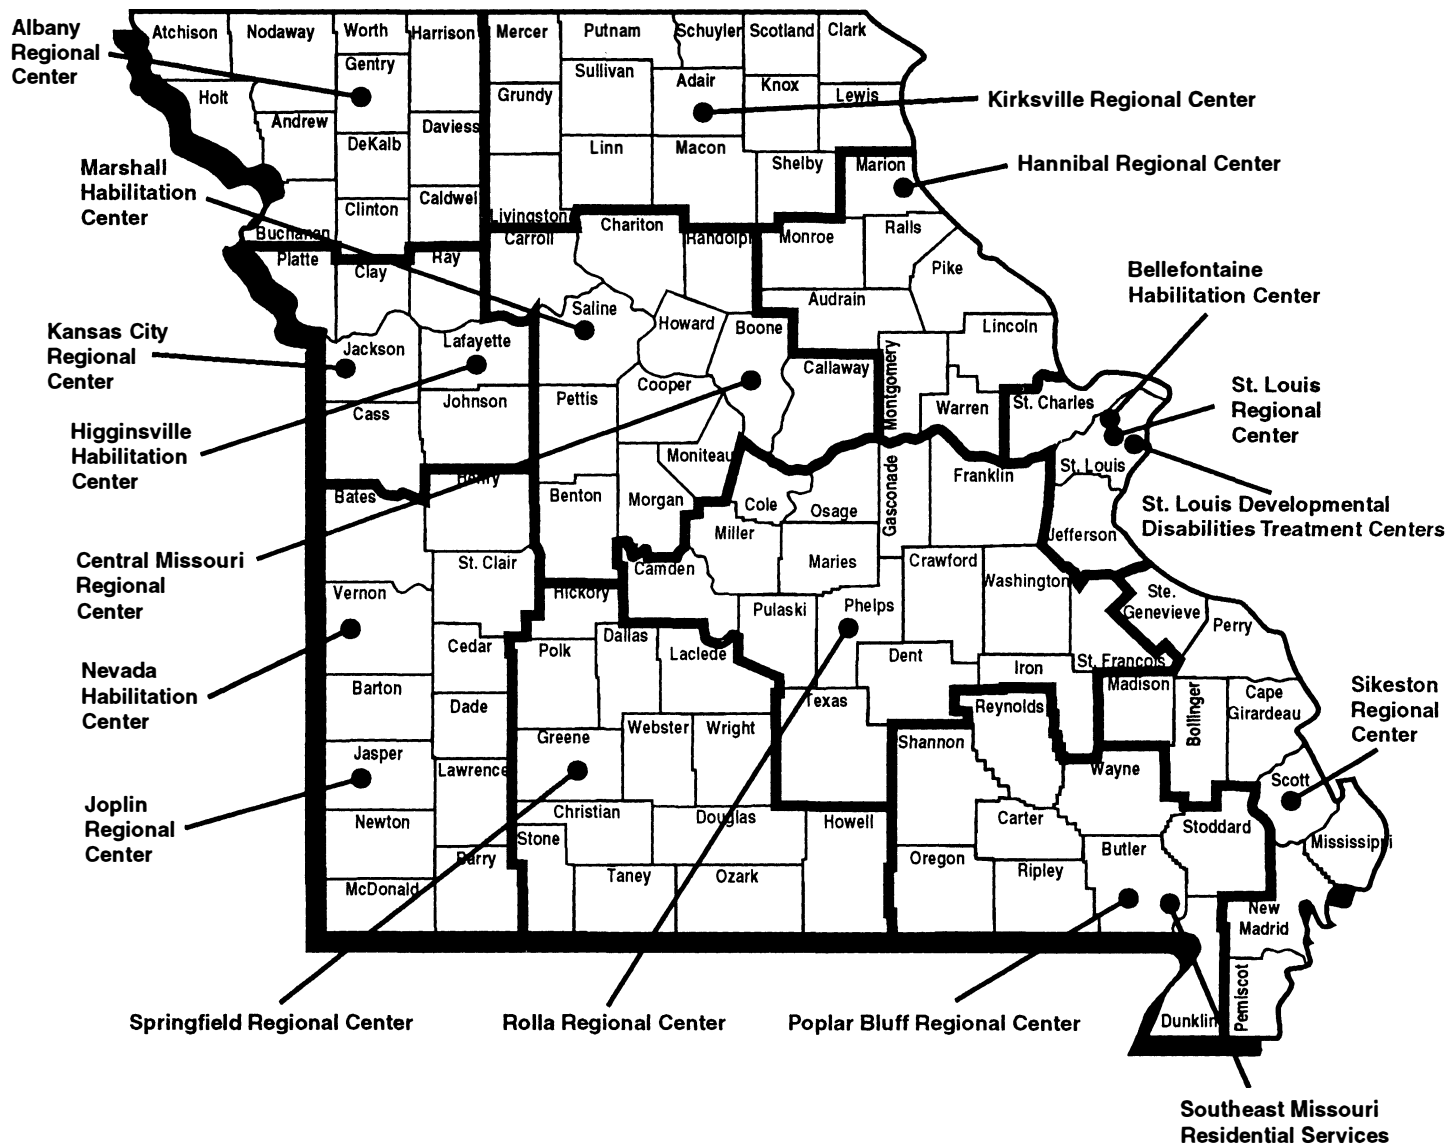 Albany
Regional
Center
Atchison
Nodaway
Worth
Harrison
Mercer
Putnam
Schuyler
Scotland
Clark
Gentry
Sullivan
Adair
Knox
Lewis
Holt
Andrew
DeKalb
Daviess
Grundy
Linn
Macon
Shelby
Marion
Kirksville Regional Center
Hannibal Regional Center
Marshall
Habilitation
Center
Clinton
Caldwel
ivingston
Buchanan
Platte
Clay
Ray
Carroll
Chariton
Randolph
Monroe
Ralls
Pike
Audrain
Lincoln
Bellefontaine
Habilitation Center
Saline
Howard
Boone
Callaway
Montgomery
Warren
St. Charles
St. Louis
Regional
Center
Kansas City
Regional
Center
Jackson
Lafayette
Cass
Johnson
Pettis
Cooper
Moniteau
Higginsville
Habilitation
Center
Bates
Henry
Benton
Morgan
Cole
Osage
Gasconade
Franklin
St. Louis
Jefferson
St. Louis Developmental
Disabilities Treatment Centers
Central Missouri
Regional
Center
St. Clair
Vernon
Hickory
Camden
Miller
Maries
Pulaski
Phelps
Crawford
Washington
Ste.
Genevieve
Perry
St. Francois
Nevada
Habilitation
Center
Cedar
Polk
Dallas
Laclede
Dent
Iron
Madison
Bollinger
Cape
Girardeau
Sikeston
Regional
Center
Barton
Dade
Texas
Reynolds
Jasper
Lawrence
Greene
Webster
Wright
Shannon
Wayne
Scott
Joplin
Regional
Center
Newton
Christian
Stone
Douglas
Howell
Carter
Stoddard
Mississippi
McDonald
Barry
Taney
Ozark
Oregon
Ripley
Butler
New
Madrid
Pemiscot
Dunklin
Springfield Regional Center
Rolla Regional Center
Poplar Bluff Regional Center
Southeast Missouri
Residential Services